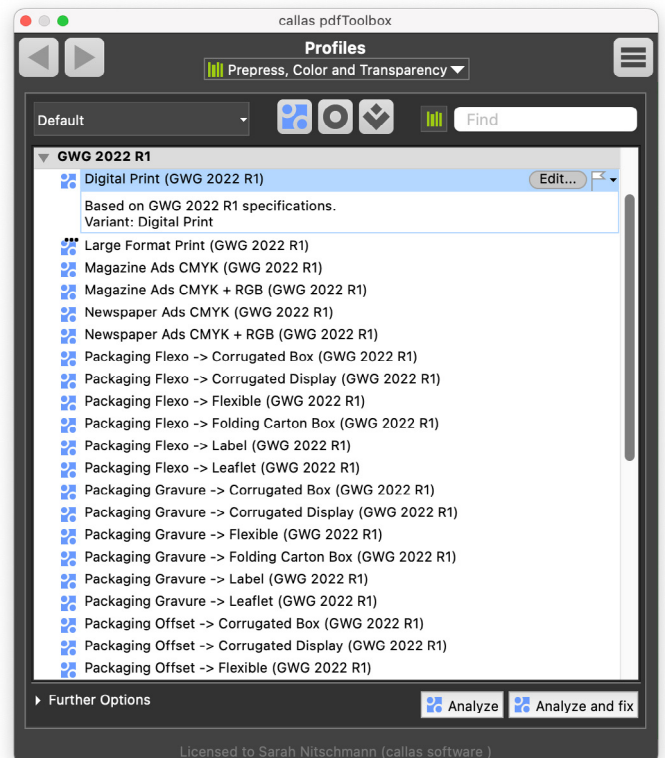 callas pdfToolbox
Profiles
Prepress, Color and Transparency
Default
Find
GWG 2022 R1
Digital Print (GWG 2022 R1)
Edit...
Based on GWG 2022 R1 specifications.
Variant: Digital Print
Large Format Print (GWG 2022 R1)
Magazine Ads CMYK (GWG 2022 R1)
Magazine Ads CMYK + RGB (GWG 2022 R1)
Newspaper Ads CMYK (GWG 2022 R1)
Newspaper Ads CMYK + RGB (GWG 2022 R1)
Packaging Flexo -> Corrugated Box (GWG 2022 R1)
Packaging Flexo -> Corrugated Display (GWG 2022 R1)
Packaging Flexo -> Flexible (GWG 2022 R1)
Packaging Flexo -> Folding Carton Box (GWG 2022 R1)
Packaging Flexo -> Label (GWG 2022 R1)
Packaging Flexo -> Leaflet (GWG 2022 R1)
Packaging Gravure -> Corrugated Box (GWG 2022 R1)
Packaging Gravure -> Corrugated Display (GWG 2022 R1)
Packaging Gravure -> Flexible (GWG 2022 R1)
Packaging Gravure -> Folding Carton Box (GWG 2022 R1)
Packaging Gravure -> Label (GWG 2022 R1)
Packaging Gravure -> Leaflet (GWG 2022 R1)
Packaging Offset -> Corrugated Box (GWG 2022 R1)
Packaging Offset -> Corrugated Display (GWG 2022 R1)
Packaging Offset -> Flexible (GWG 2022 R1)
Further Options
Analyze
Analyze and fix
Licensed to Sarah Nitschmann (callas software )